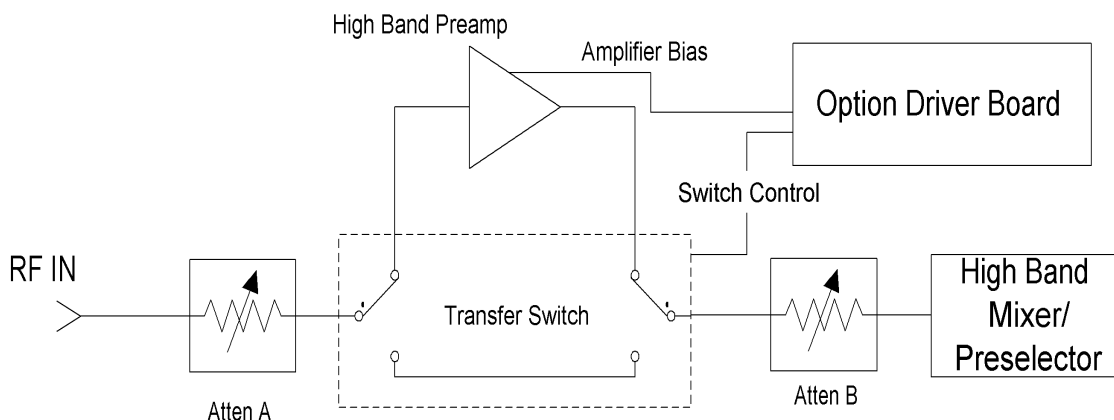 High Band Preamp
Amplifier Bias
Option Driver Board
Switch Control
RF IN
Transfer Switch
High Band
Mixer/
Preselector
Atten A
Atten B